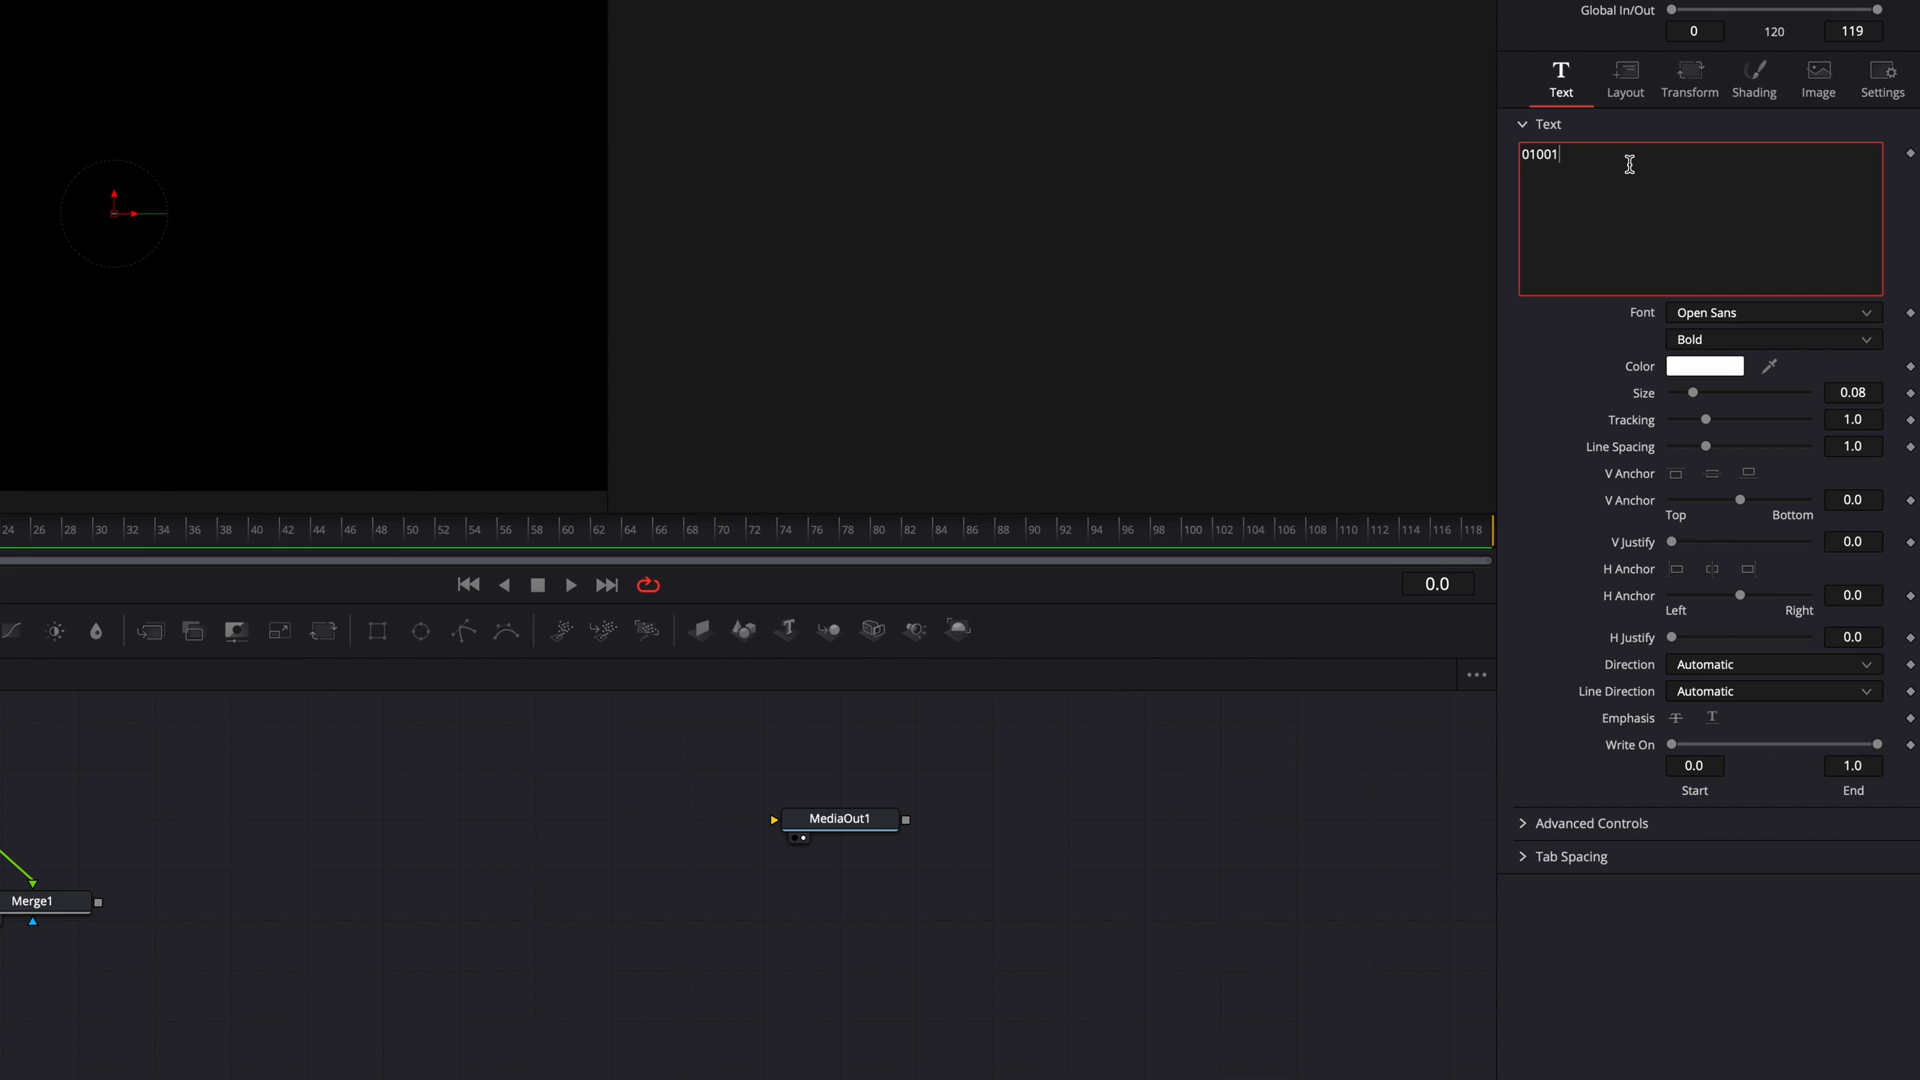 Global In/Out
0 120 119
Text Layout Transform Shading Image Settings
Text
01001
Font Open Sans
Bold
Color
Size 0.08
Tracking 1.0
Line Spacing 1.0
V Anchor
V Anchor 0.0
Top Bottom
V Justify 0.0
H Anchor
H Anchor 0.0
Left Right
H Justify 0.0
Direction Automatic
Line Direction Automatic
Emphasis
Write On
0.0 1.0
Start End
Advanced Controls
Tab Spacing
24 26 28 30 32 34 36 38 40 42 44 46 48 50 52 54 56 58 60 62 64 66 68 70 72 74 76 78 80 82 84 86 88 90 92 94 96 98 100 102 104 106 108 110 112 114 116 118
0.0
MediaOut1
Merge1